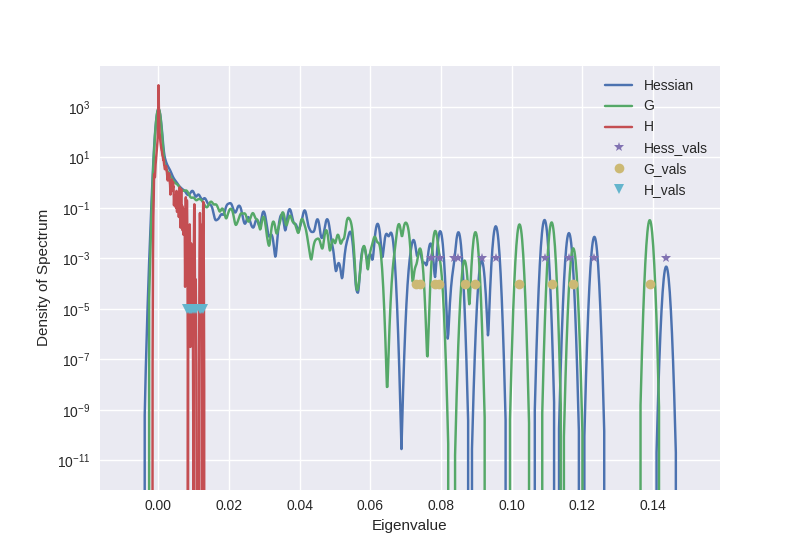 Hessian
G
H
Hess_vals
G_vals
H_vals
10³
10¹
10⁻¹
10⁻³
10⁻⁵
10⁻⁷
10⁻⁹
10⁻¹¹
Density of Spectrum
0.00 0.02 0.04 0.06 0.08 0.10 0.12 0.14
Eigenvalue